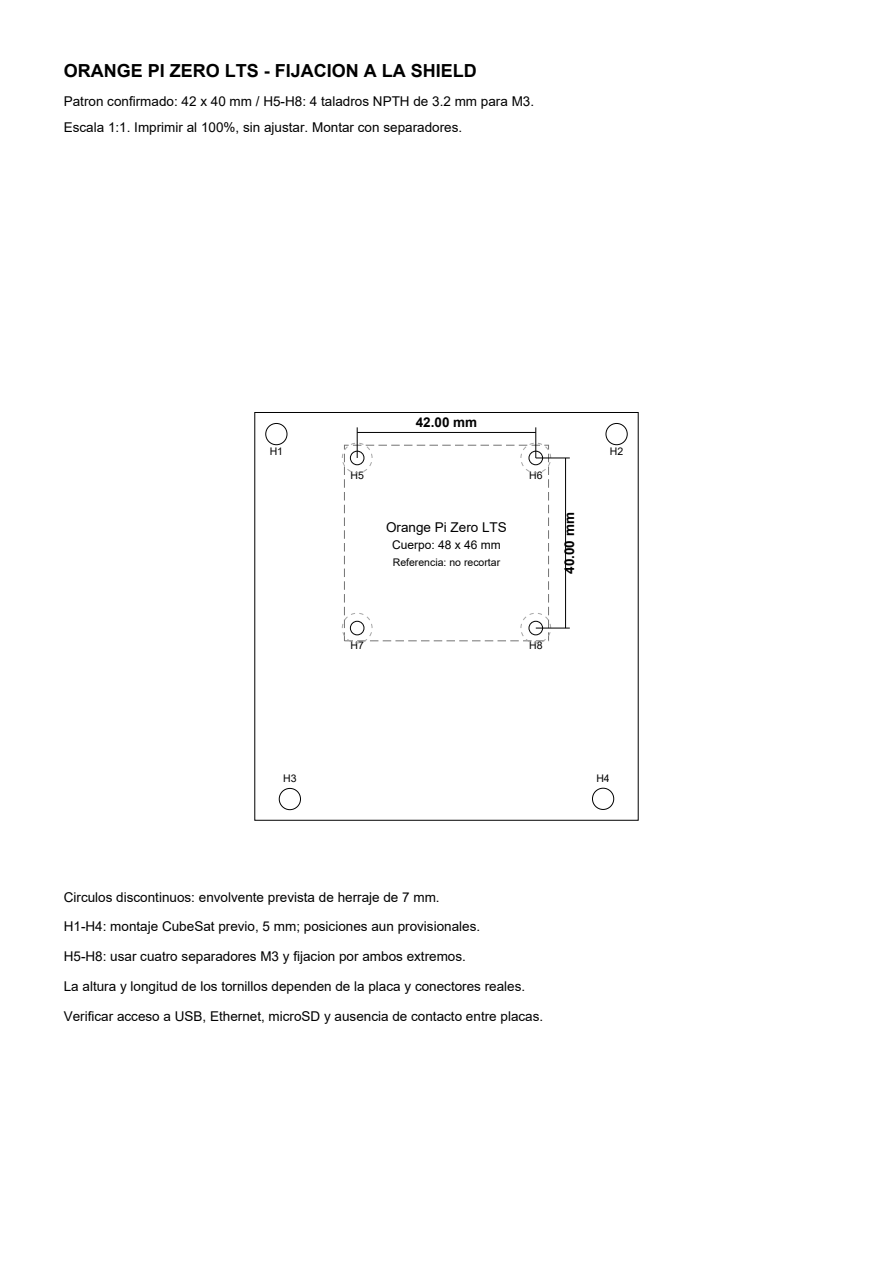 ORANGE PI ZERO LTS - FIJACION A LA SHIELD
Patron confirmado: 42 x 40 mm / H5-H8: 4 taladros NPTH de 3.2 mm para M3.
Escala 1:1. Imprimir al 100%, sin ajustar. Montar con separadores.
42.00 mm
H1
H2
H5
H6
Orange Pi Zero LTS
Cuerpo: 48 x 46 mm
Referencia: no recortar
40.00 mm
H7
H8
H3
H4
Circulos discontinuos: envolvente prevista de herraje de 7 mm.
H1-H4: montaje CubeSat previo, 5 mm; posiciones aun provisionales.
H5-H8: usar cuatro separadores M3 y fijacion por ambos extremos.
La altura y longitud de los tornillos dependen de la placa y conectores reales.
Verificar acceso a USB, Ethernet, microSD y ausencia de contacto entre placas.